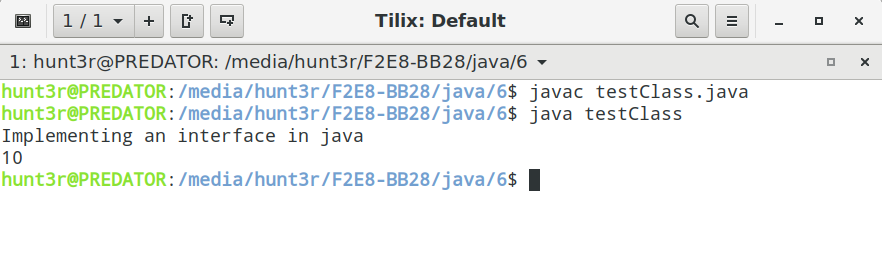 1 / 1
Tilix: Default
1: hunt3r@PREDATOR: /media/hunt3r/F2E8-BB28/java/6
hunt3r@PREDATOR:/media/hunt3r/F2E8-BB28/java/6$ javac testClass.java
hunt3r@PREDATOR:/media/hunt3r/F2E8-BB28/java/6$ java testClass
Implementing an interface in java
10
hunt3r@PREDATOR:/media/hunt3r/F2E8-BB28/java/6$